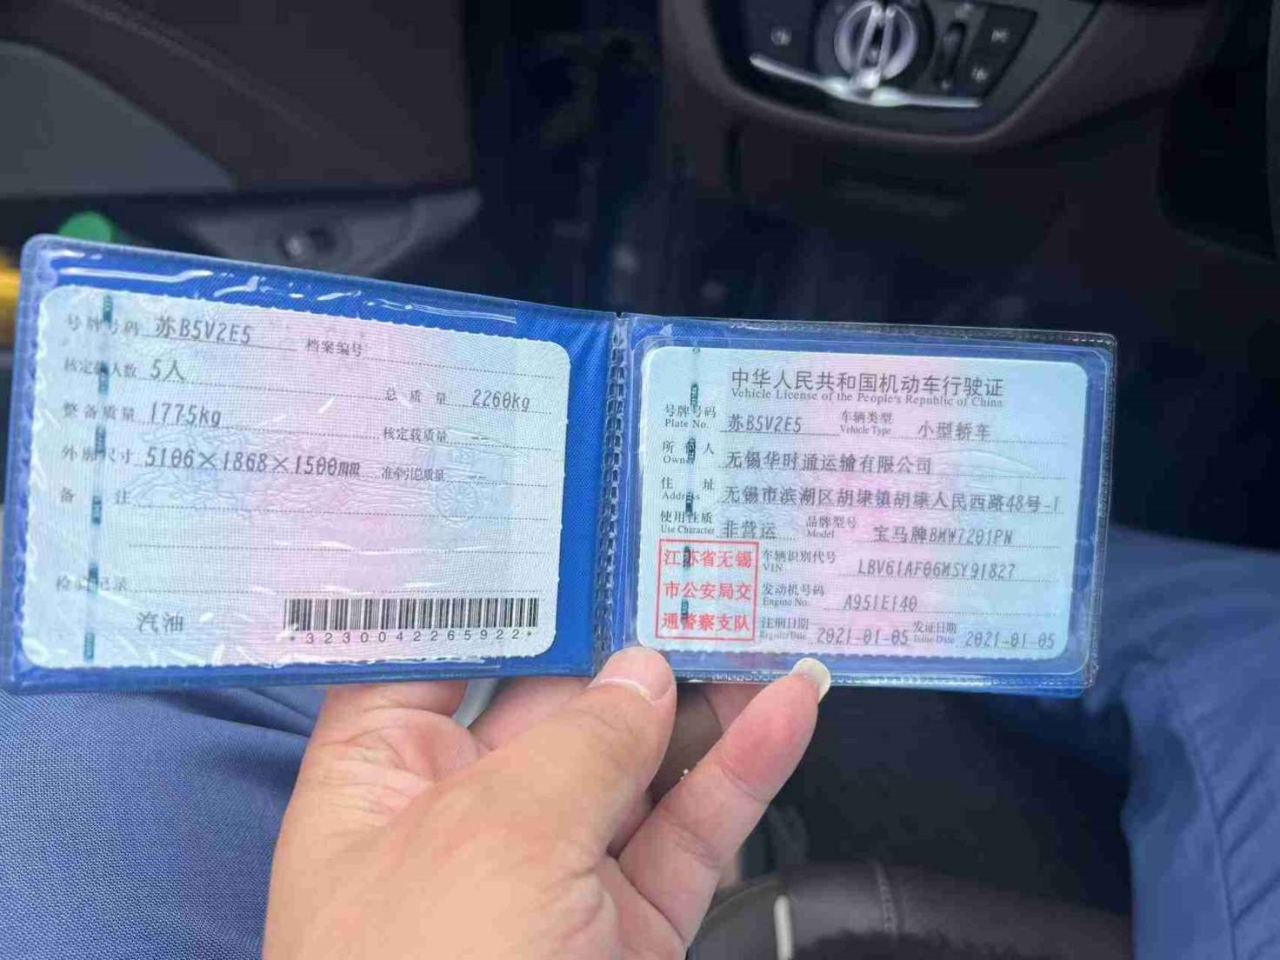 号牌号码 苏B5V2E5 档案编号
核定载人数 5人 总质量 2260kg
整备质量 1775kg 核定载质量 --
外廓尺寸 5106×1868×1500mm 准牵引总质量 --
备注
检验记录
汽油
*3230042265922*
中华人民共和国机动车行驶证
Vehicle License of the People's Republic of China
号牌号码 苏B5V2E5 车辆类型 小型轿车
Plate No. Vehicle Type
所有人 无锡华时通运输有限公司
Owner
住址 无锡市滨湖区胡埭镇胡埭人民西路48号-1
Address
使用性质 非营运 品牌型号 宝马牌BMW7201PN
Use Character Model
江苏省无锡
市公安局交
通警察支队
车辆识别代号 LBV61AF06MSY91827
VIN
发动机号码 A951E140
Engine No.
注册日期 2021-01-05 发证日期 2021-01-05
Register Date Issue Date